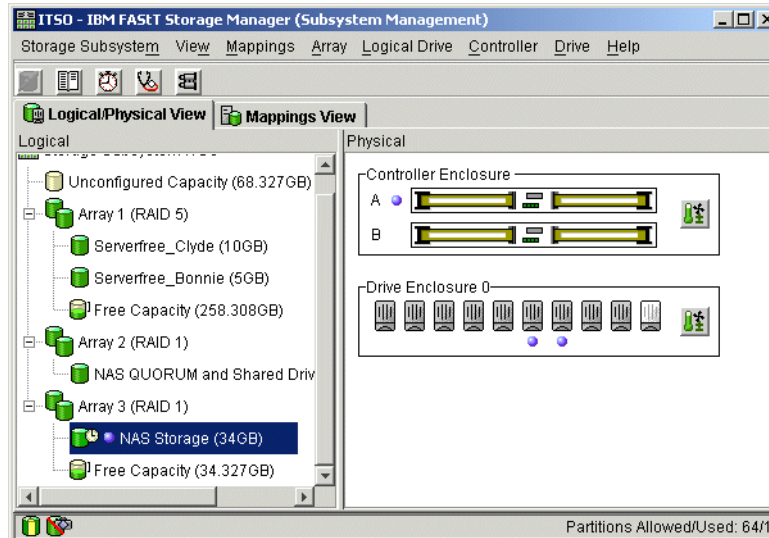 ITSO - IBM FAStT Storage Manager (Subsystem Management)
Storage Subsystem View Mappings Array Logical Drive Controller Drive Help
Logical/Physical View Mappings View
Logical
Physical
Unconfigured Capacity (68.327GB)
Array 1 (RAID 5)
Serverfree_Clyde (10GB)
Serverfree_Bonnie (5GB)
Free Capacity (258.308GB)
Array 2 (RAID 1)
NAS QUORUM and Shared Driv
Array 3 (RAID 1)
NAS Storage (34GB)
Free Capacity (34.327GB)
Controller Enclosure
A
B
Drive Enclosure 0
Partitions Allowed/Used: 64/1